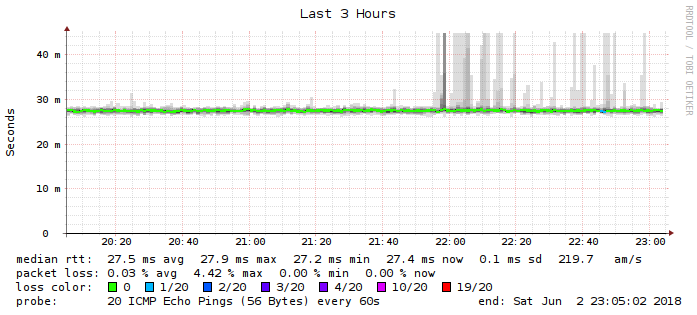 Last 3 Hours
RRDTOOL / TOBI OETIKER
Seconds
40 m
30 m
20 m
10 m
0
20:20 20:40 21:00 21:20 21:40 22:00 22:20 22:40 23:00
median rtt: 27.5 ms avg 27.9 ms max 27.2 ms min 27.4 ms now 0.1 ms sd 219.7 am/s
packet loss: 0.03 % avg 4.42 % max 0.00 % min 0.00 % now
loss color: 0 1/20 2/20 3/20 4/20 10/20 19/20
probe: 20 ICMP Echo Pings (56 Bytes) every 60s end: Sat Jun 2 23:05:02 2018